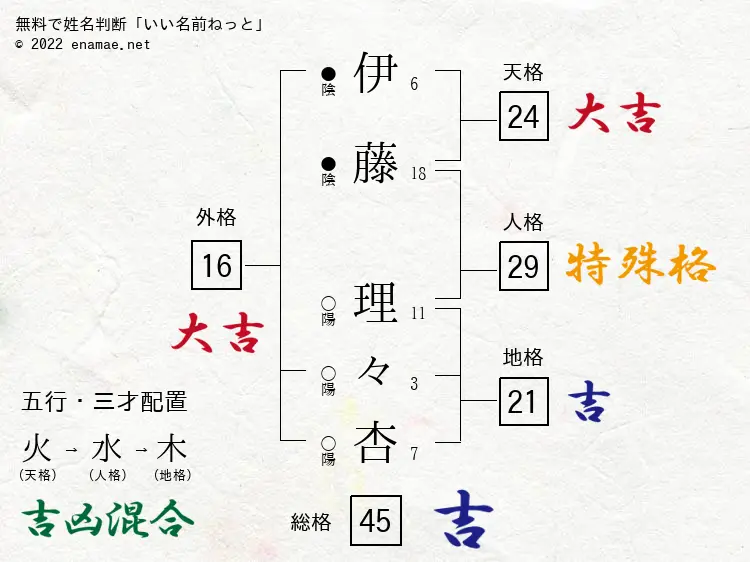 無料で姓名判断「いい名前ねっと」
© 2022 enamae.net
伊
●
陰
6
藤
●
陰
18
理
○
陽
11
々
○
陽
3
杏
○
陽
7
天格
24
大吉
人格
29
特殊格
地格
21
吉
外格
16
大吉
五行・三才配置
火→水→木
(天格) (人格) (地格)
吉凶混合
総格 45 吉